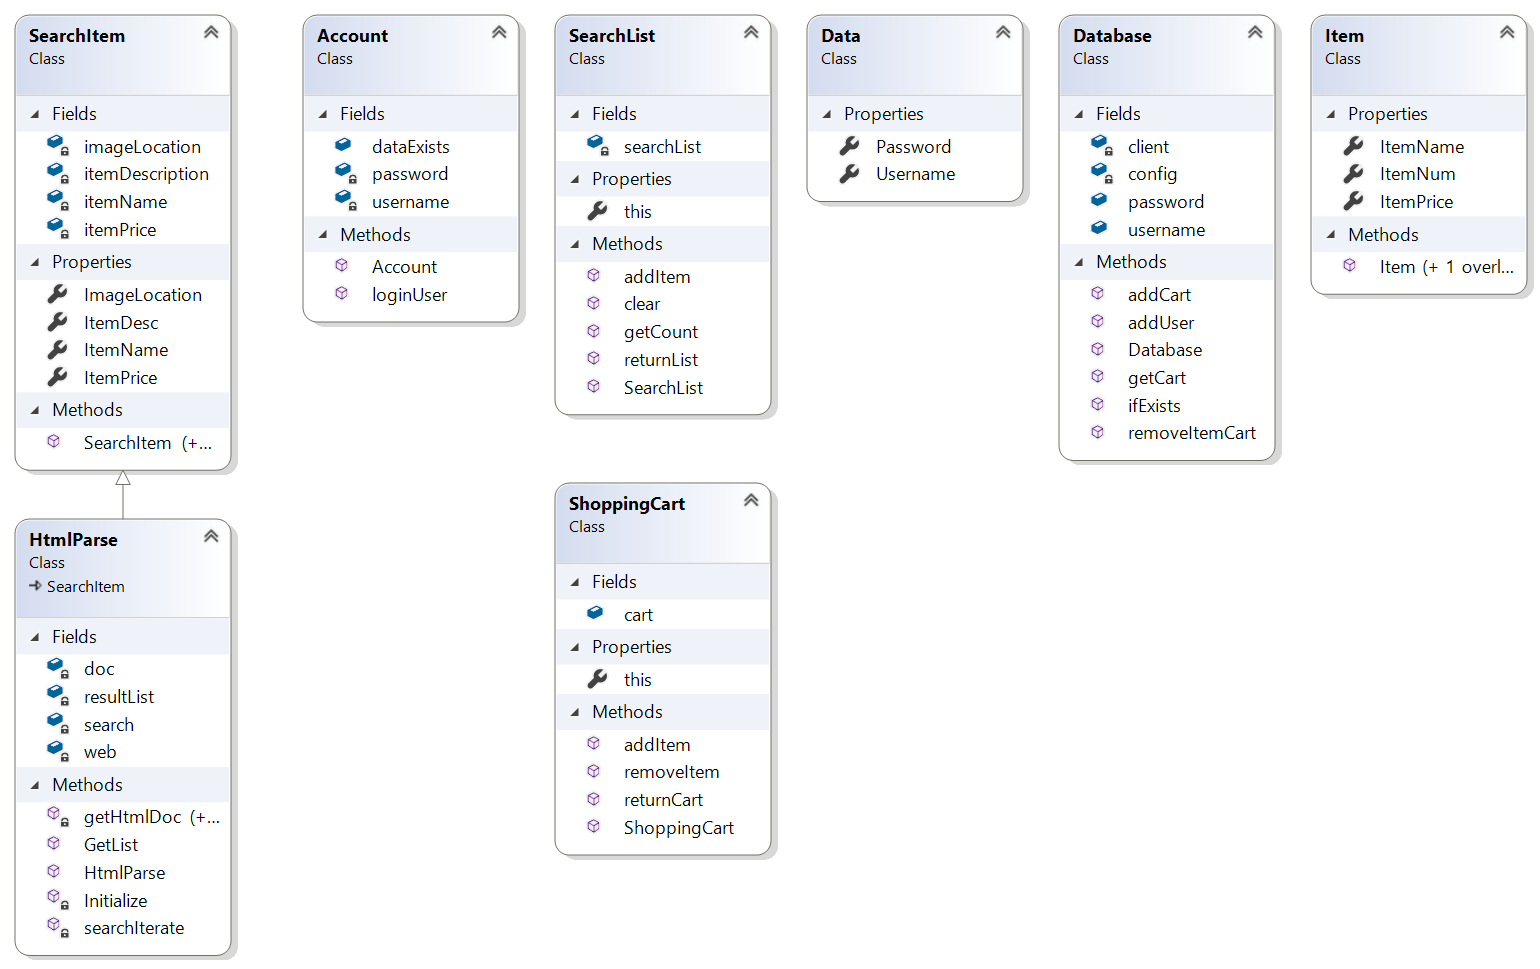 SearchItem
Class
Fields
imageLocation
itemDescription
itemName
itemPrice
Properties
ImageLocation
ItemDesc
ItemName
ItemPrice
Methods
SearchItem (+...
HtmlParse
Class
SearchItem
Fields
doc
resultList
search
web
Methods
getHtmlDoc (+...
GetList
HtmlParse
Initialize
searchIterate
Account
Class
Fields
dataExists
password
username
Methods
Account
loginUser
SearchList
Class
Fields
searchList
Properties
this
Methods
addItem
clear
getCount
returnList
SearchList
ShoppingCart
Class
Fields
cart
Properties
this
Methods
addItem
removeItem
returnCart
ShoppingCart
Data
Class
Properties
Password
Username
Database
Class
Fields
client
config
password
username
Methods
addCart
addUser
Database
getCart
ifExists
removeItemCart
Item
Class
Properties
ItemName
ItemNum
ItemPrice
Methods
Item (+ 1 overl...